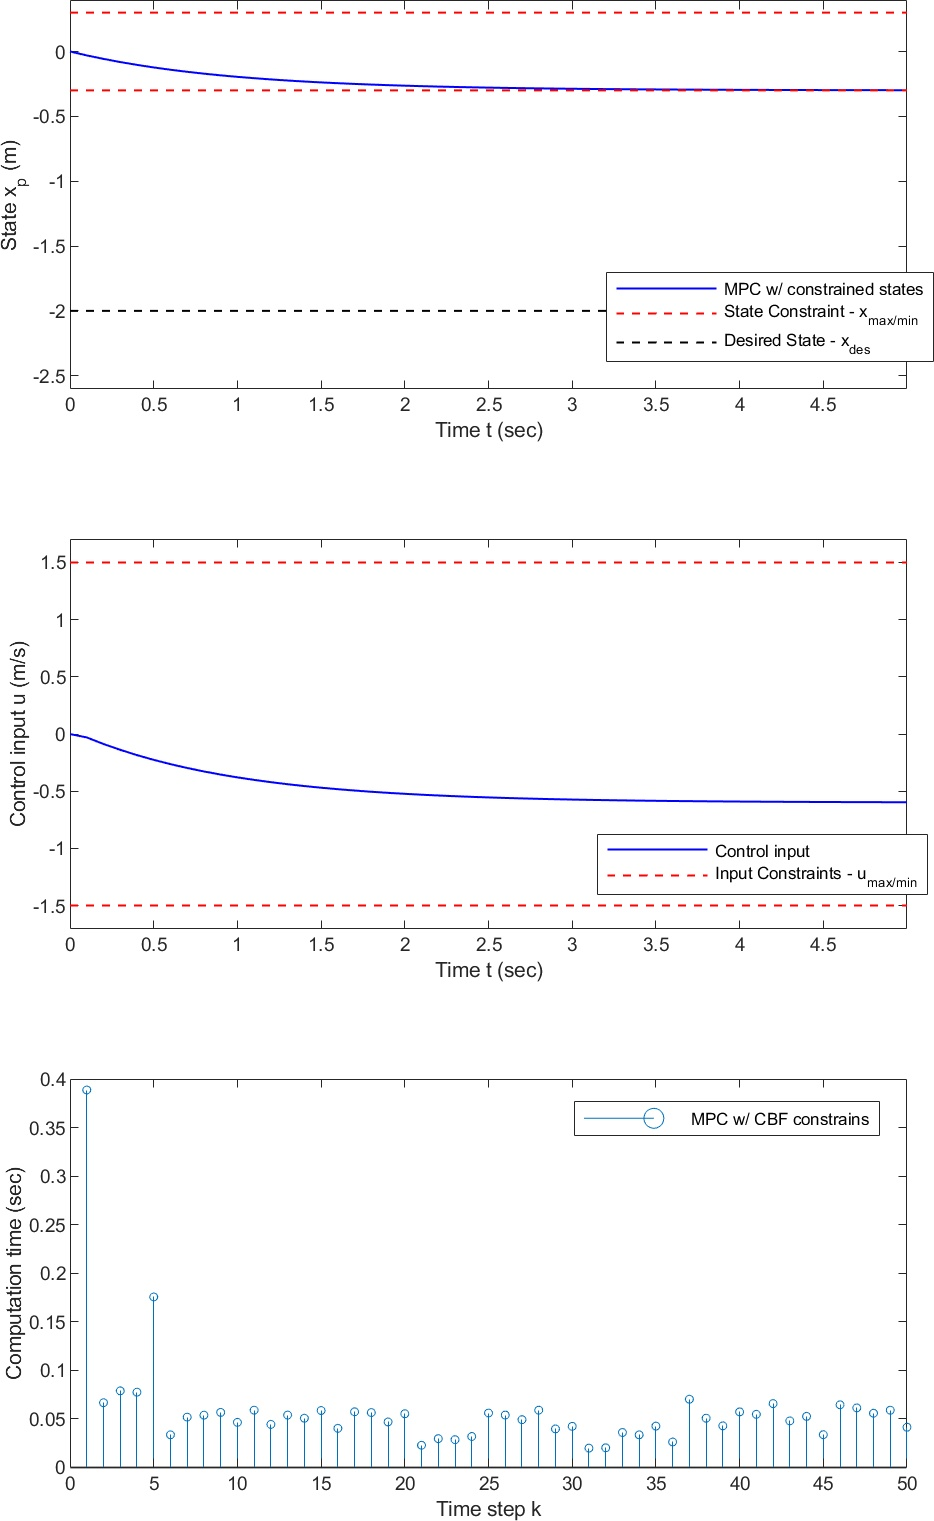 0
-0.5
-1
-1.5
-2
-2.5
State x_p (m)
0 0.5 1 1.5 2 2.5 3 3.5 4 4.5
Time t (sec)
MPC w/ constrained states
State Constraint - x_max/min
Desired State - x_des
1.5
1
0.5
0
-0.5
-1
-1.5
Control input u (m/s)
0 0.5 1 1.5 2 2.5 3 3.5 4 4.5
Time t (sec)
Control input
Input Constraints - u_max/min
0.4
0.35
0.3
0.25
0.2
0.15
0.1
0.05
0
Computation time (sec)
0 5 10 15 20 25 30 35 40 45 50
Time step k
MPC w/ CBF constrains